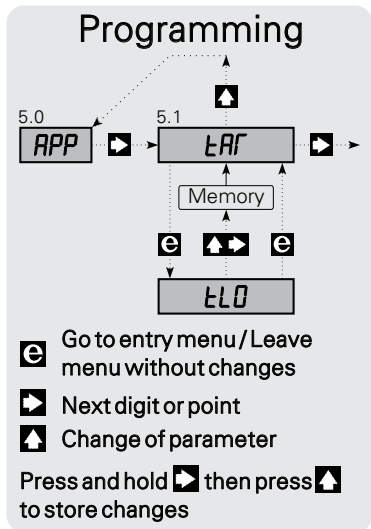 Programming
5.0 5.1
APP tAr
Memory
e e
tLO
e Go to entry menu / Leave
menu without changes
Next digit or point
Change of parameter
Press and hold then press
to store changes